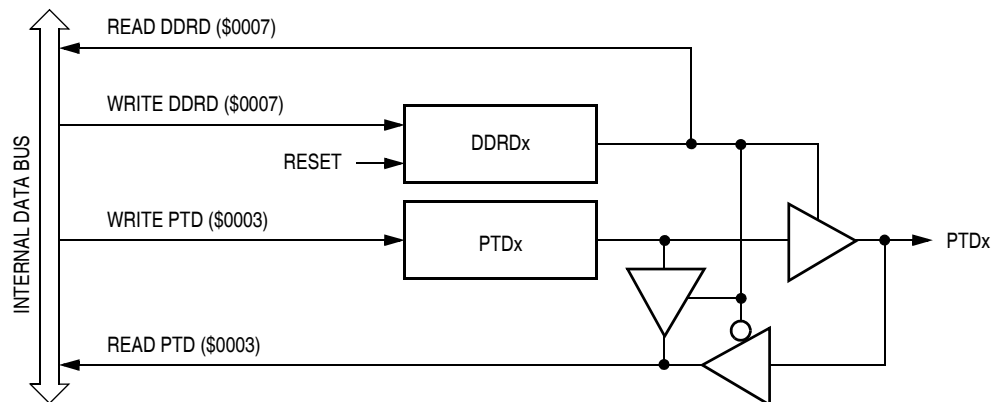 READ DDRD ($0007)
WRITE DDRD ($0007)
DDRDx
RESET
INTERNAL DATA BUS
WRITE PTD ($0003)
PTDx
PTDx
READ PTD ($0003)